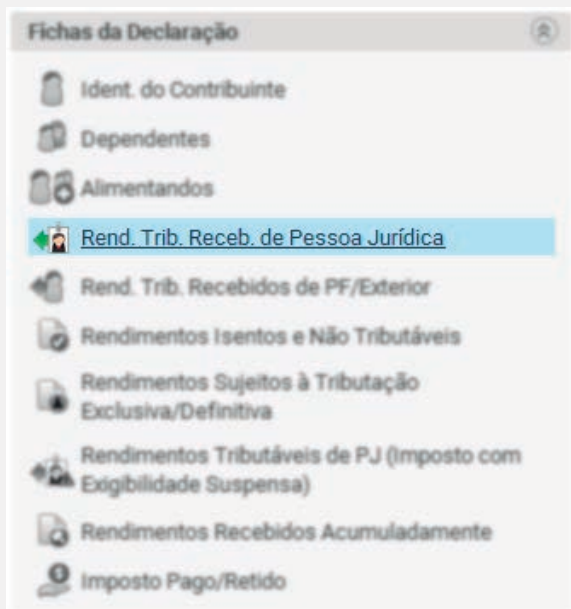 Fichas da Declaração
Ident. do Contribuinte
Dependentes
Alimentandos
Rend. Trib. Receb. de Pessoa Jurídica
Rend. Trib. Recebidos de PF/Exterior
Rendimentos Isentos e Não Tributáveis
Rendimentos Sujeitos à Tributação
Exclusiva/Definitiva
Rendimentos Tributáveis de PJ (Imposto com
Exigibilidade Suspensa)
Rendimentos Recebidos Acumuladamente
Imposto Pago/Retido